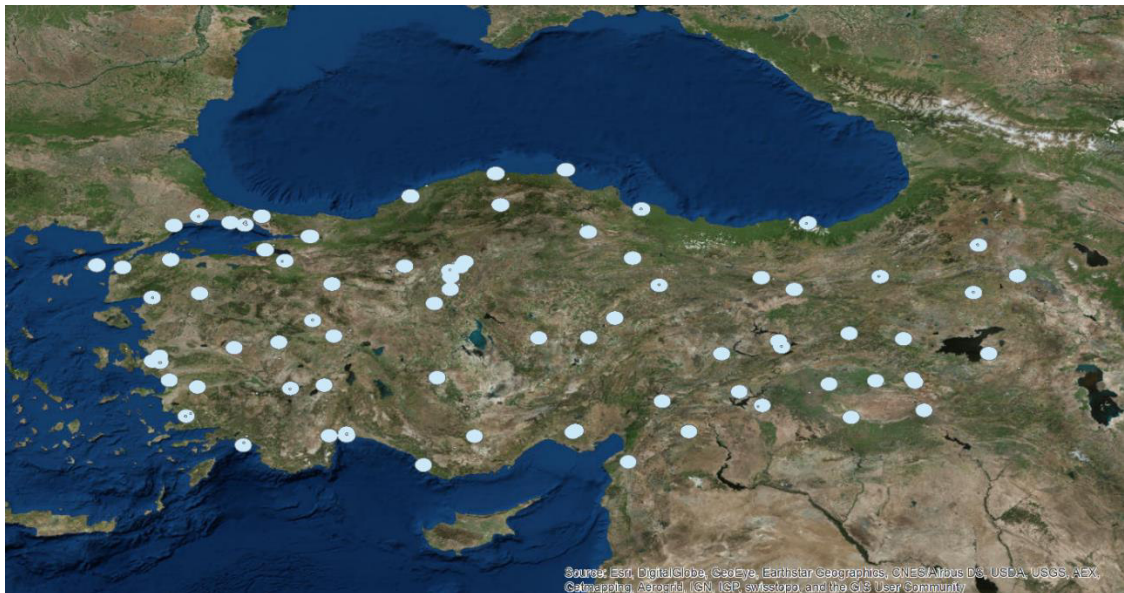 Source: Esri, DigitalGlobe, GeoEye, Earthstar Geographics, CNES/Airbus DS, USDA, USGS, AEX,
Getmapping, Aerogrid, IGN, IGP, swisstopo, and the GIS User Community